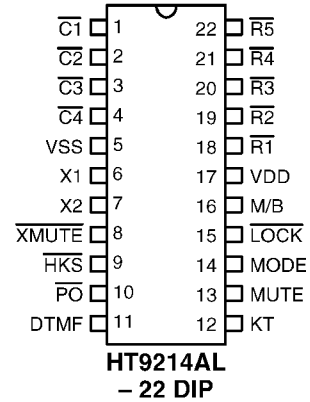 C1 1 22 R5
C2 2 21 R4
C3 3 20 R3
C4 4 19 R2
VSS 5 18 R1
X1 6 17 VDD
X2 7 16 M/B
XMUTE 8 15 LOCK
HKS 9 14 MODE
PO 10 13 MUTE
DTMF 11 12 KT
HT9214AL
– 22 DIP